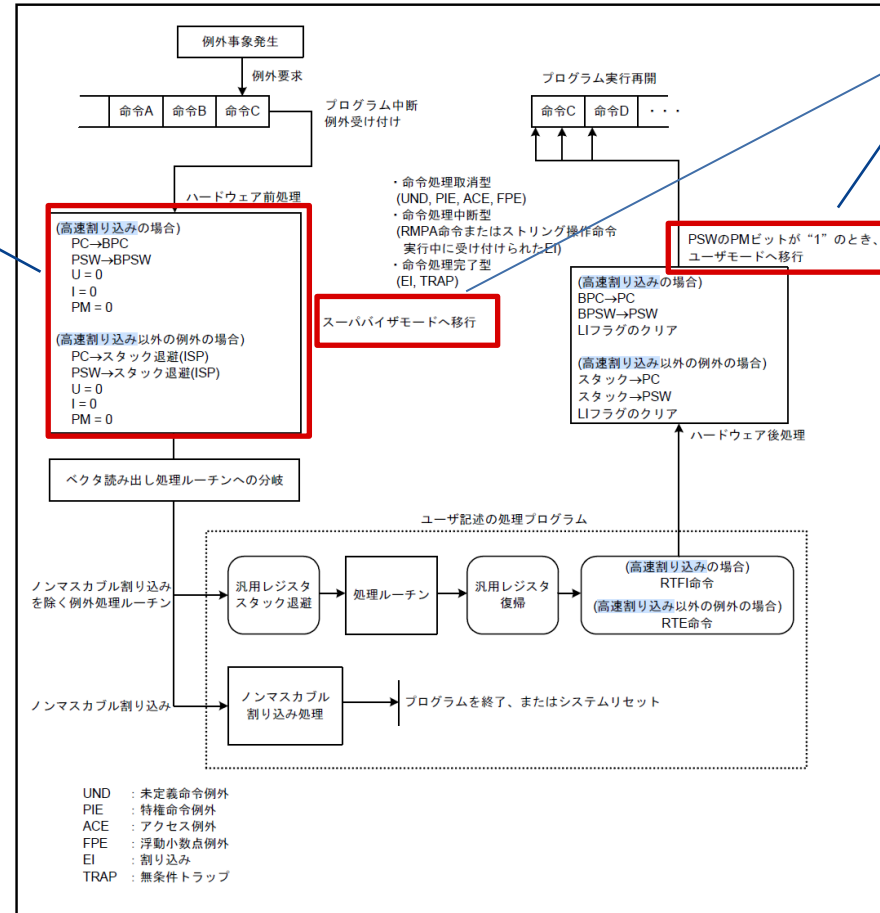 例外事象発生
例外要求
命令A 命令B 命令C
プログラム中断
例外受け付け
プログラム実行再開
命令C 命令D ・・・
ハードウェア前処理
(高速割り込みの場合)
PC→BPC
PSW→BPSW
U = 0
I = 0
PM = 0
(高速割り込み以外の例外の場合)
PC→スタック退避(ISP)
PSW→スタック退避(ISP)
U = 0
I = 0
PM = 0
・命令処理取消型
(UND, PIE, ACE, FPE)
・命令処理中断型
(RMPA命令またはストリング操作命令
実行中に受け付けられたEI)
・命令処理完了型
(EI, TRAP)
スーパバイザモードへ移行
PSWのPMビットが“1”のとき、
ユーザモードへ移行
(高速割り込みの場合)
BPC→PC
BPSW→PSW
LIフラグのクリア
(高速割り込み以外の例外の場合)
スタック→PC
スタック→PSW
LIフラグのクリア
ハードウェア後処理
ベクタ読み出し処理ルーチンへの分岐
ユーザ記述の処理プログラム
ノンマスカブル割り込み
を除く例外処理ルーチン
汎用レジスタ
スタック退避
処理ルーチン
汎用レジスタ
復帰
(高速割り込みの場合)
RTFI命令
(高速割り込み以外の例外の場合)
RTE命令
ノンマスカブル割り込み
ノンマスカブル
割り込み処理
プログラムを終了、またはシステムリセット
UND : 未定義命令例外
PIE : 特権命令例外
ACE : アクセス例外
FPE : 浮動小数点例外
EI : 割り込み
TRAP : 無条件トラップ